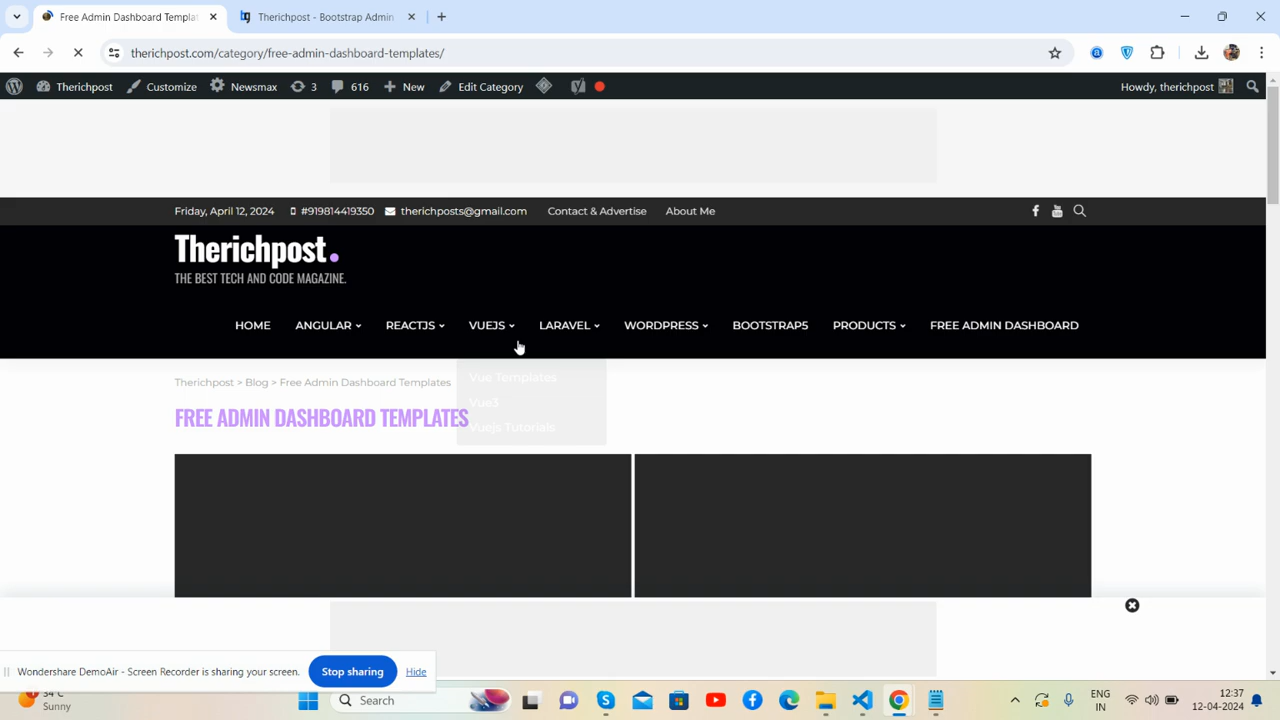 Free Admin Dashboard Templat
Therichpost - Bootstrap Admin
therichpost.com/category/free-admin-dashboard-templates/
Therichpost
Customize
Newsmax
3
616
New
Edit Category
Howdy, therichpost
Friday, April 12, 2024
#919814419350
therichposts@gmail.com
Contact & Advertise
About Me
Therichpost.
THE BEST TECH AND CODE MAGAZINE.
HOME
ANGULAR
REACTJS
VUEJS
LARAVEL
WORDPRESS
BOOTSTRAP5
PRODUCTS
FREE ADMIN DASHBOARD
Vue Templates
Vue3
Vuejs Tutorials
Therichpost > Blog > Free Admin Dashboard Templates
FREE ADMIN DASHBOARD TEMPLATES
Wondershare DemoAir - Screen Recorder is sharing your screen.
Stop sharing
Hide
34°C
Sunny
Search
ENG
IN
12:37
12-04-2024